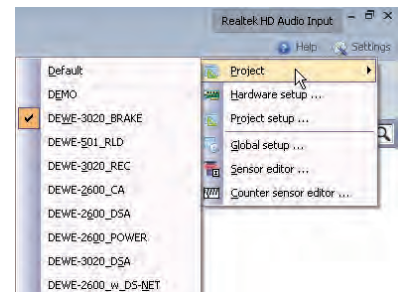 Realtek HD Audio Input
Help Settings
Default
DEMO
DEWE-3020_BRAKE
DEWE-501_RLD
DEWE-3020_REC
DEWE-2600_CA
DEWE-2600_DSA
DEWE-2600_POWER
DEWE-3020_DSA
DEWE-2600_w_DS-NET
Project
Hardware setup ...
Project setup ...
Global setup ...
Sensor editor ...
Counter sensor editor ...